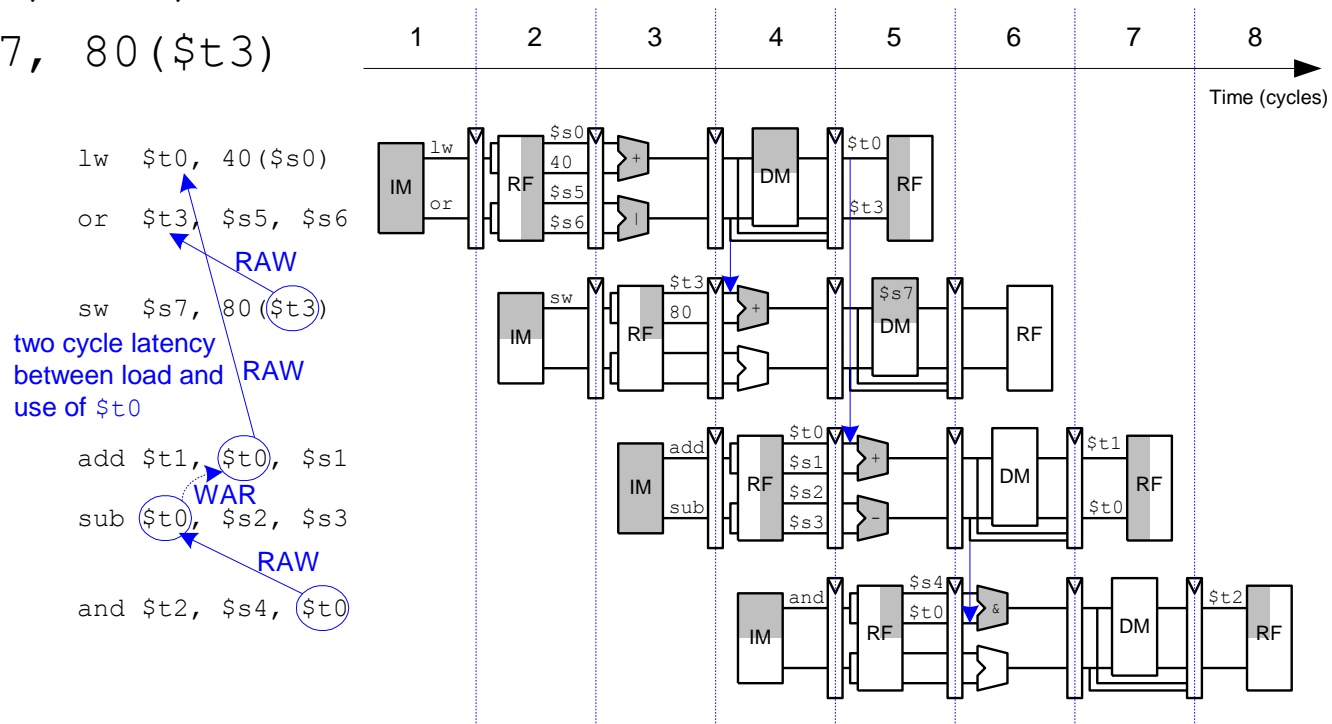 7, 80($t3)
1 2 3 4 5 6 7 8
Time (cycles)
lw $t0, 40($s0)
or $t3, $s5, $s6
RAW
sw $s7, 80($t3)
two cycle latency
between load and
use of $t0
RAW
add $t1, $t0, $s1
WAR
sub $t0, $s2, $s3
RAW
and $t2, $s4, $t0
IM
lw
or
RF
$s0
40
$s5
$s6
+
|
DM
$t0
$t3
RF
IM
sw
RF
$t3
80
+
$s7
DM
RF
IM
add
sub
RF
$t0
$s1
$s2
$s3
+
-
DM
$t1
$t0
RF
IM
and
RF
$s4
$t0
&
DM
$t2
RF